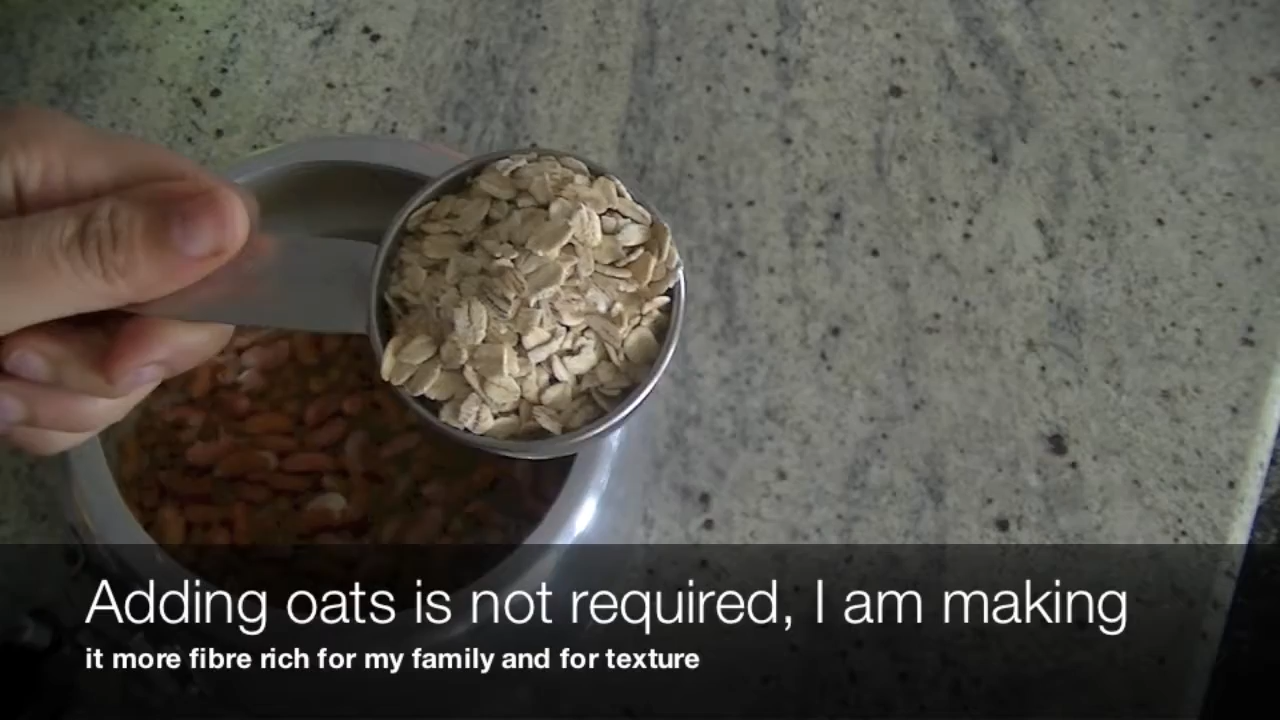 Adding oats is not required, I am making
it more fibre rich for my family and for texture